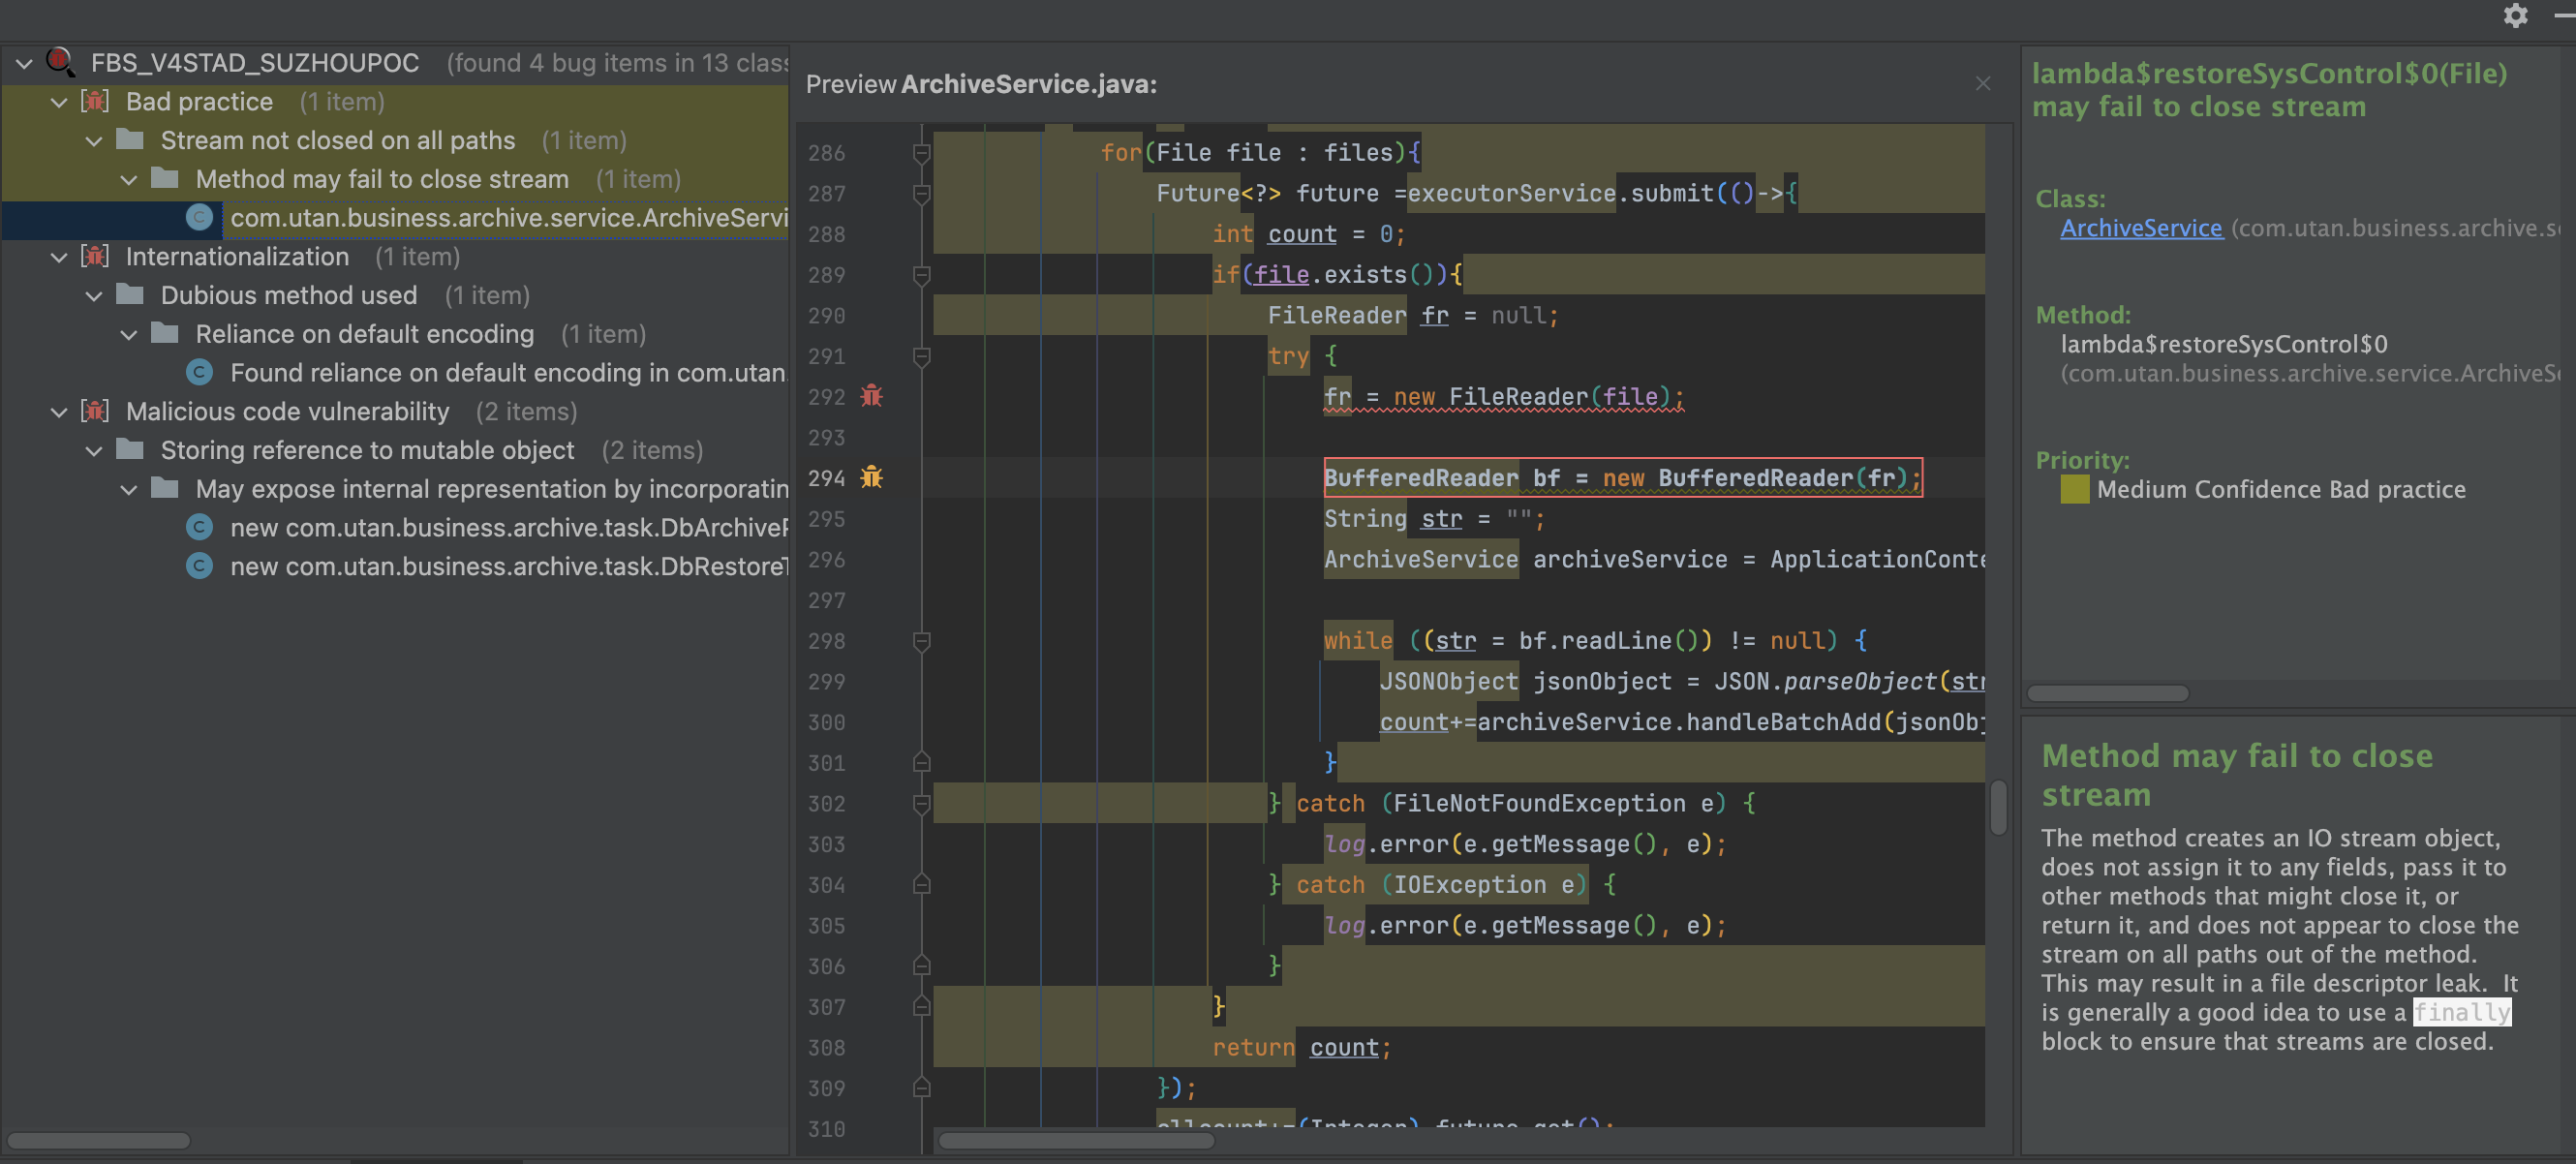 FBS_V4STAD_SUZHOUPOC (found 4 bug items in 13 clas
Bad practice (1 item)
Stream not closed on all paths (1 item)
Method may fail to close stream (1 item)
com.utan.business.archive.service.ArchiveServi
Internationalization (1 item)
Dubious method used (1 item)
Reliance on default encoding (1 item)
Found reliance on default encoding in com.utan.
Malicious code vulnerability (2 items)
Storing reference to mutable object (2 items)
May expose internal representation by incorporatin
new com.utan.business.archive.task.DbArchive
new com.utan.business.archive.task.DbRestore
Preview ArchiveService.java:
286 for(File file : files){
287 Future<?> future =executorService.submit(()->{
288 int count = 0;
289 if(file.exists()){
290 FileReader fr = null;
291 try {
292 fr = new FileReader(file);
293
294 BufferedReader bf = new BufferedReader(fr);
295 String str = "";
296 ArchiveService archiveService = ApplicationConte
297
298 while ((str = bf.readLine()) != null) {
299 JSONObject jsonObject = JSON.parseObject(str
300 count+=archiveService.handleBatchAdd(jsonObj
301 }
302 } catch (FileNotFoundException e) {
303 log.error(e.getMessage(), e);
304 } catch (IOException e) {
305 log.error(e.getMessage(), e);
306 }
307 }
308 return count;
309 });
310 allcount+=(Integer) future.get();
lambda$restoreSysControl$0(File)
may fail to close stream
Class:
ArchiveService (com.utan.business.archive.se
Method:
lambda$restoreSysControl$0
(com.utan.business.archive.service.ArchiveSe
Priority:
Medium Confidence Bad practice
Method may fail to close
stream
The method creates an IO stream object,
does not assign it to any fields, pass it to
other methods that might close it, or
return it, and does not appear to close the
stream on all paths out of the method.
This may result in a file descriptor leak. It
is generally a good idea to use a finally
block to ensure that streams are closed.